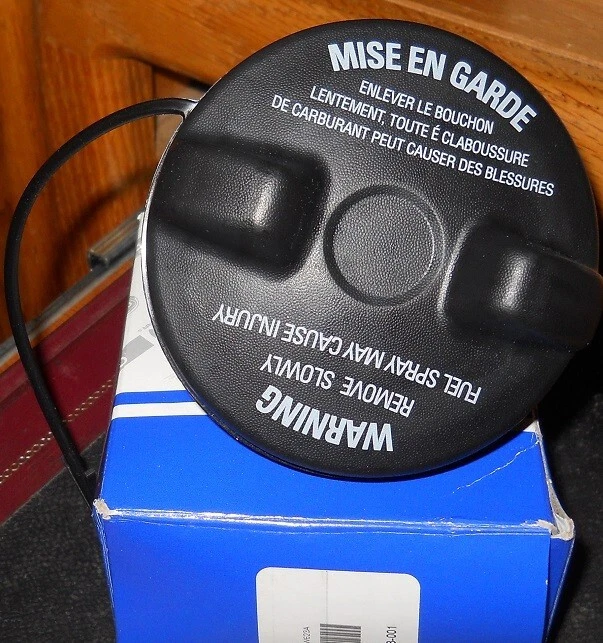 MISE EN GARDE
ENLEVER LE BOUCHON
LENTEMENT, TOUTE É CLABOUSSURE
DE CARBURANT PEUT CAUSER DES BLESSURES
WARNING
REMOVE SLOWLY
FUEL SPRAY MAY CAUSE INJURY